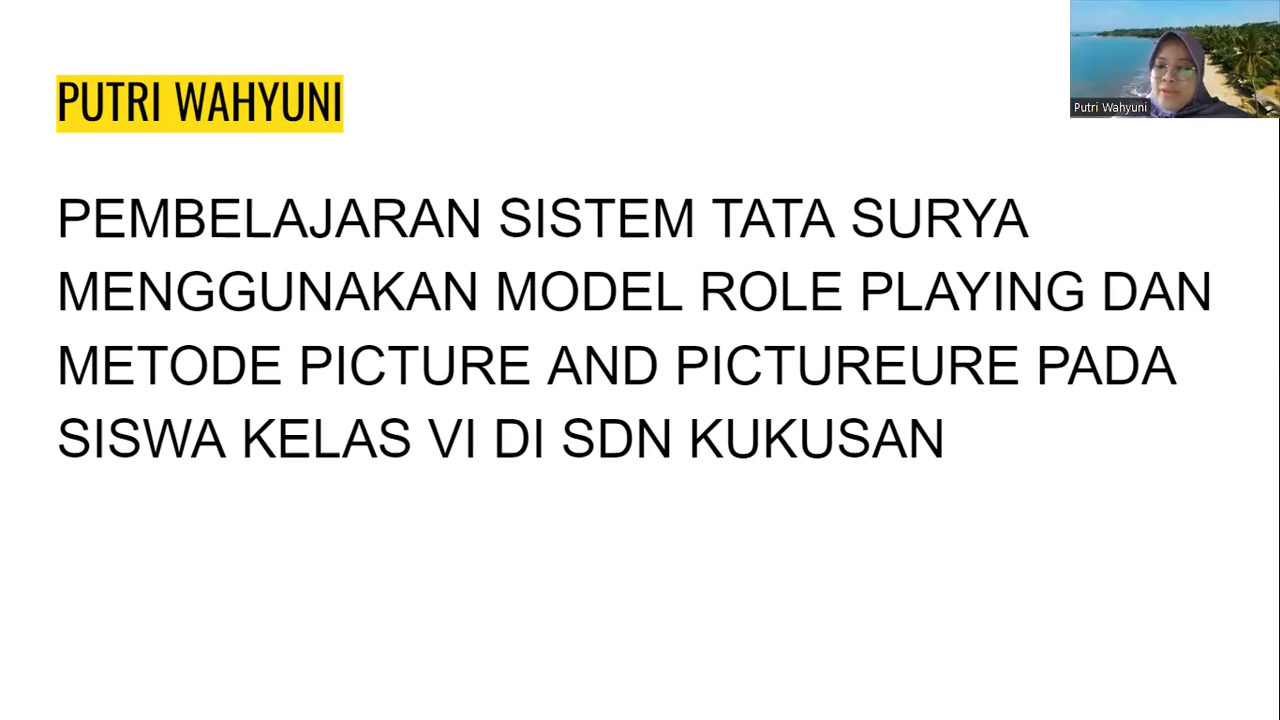 PUTRI WAHYUNI
Putri Wahyuni
PEMBELAJARAN SISTEM TATA SURYA
MENGGUNAKAN MODEL ROLE PLAYING DAN
METODE PICTURE AND PICTUREURE PADA
SISWA KELAS VI DI SDN KUKUSAN